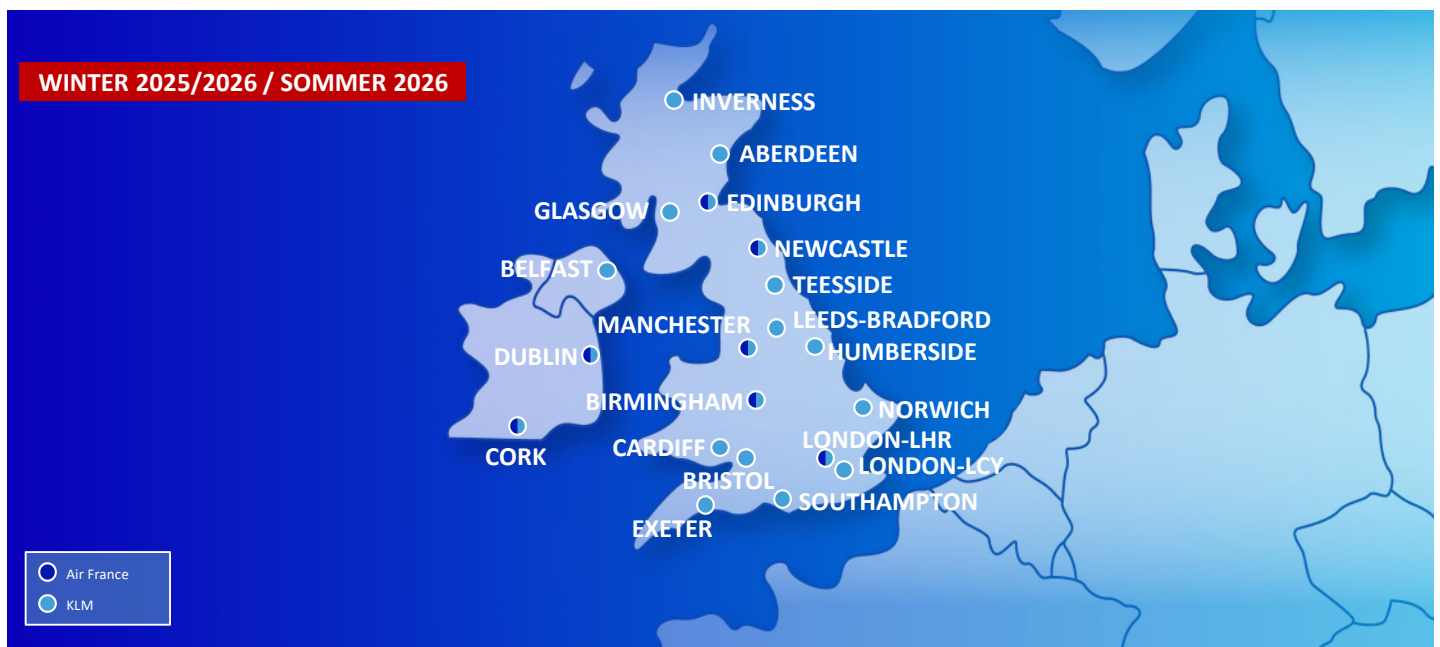 WINTER 2025/2026 / SOMMER 2026
INVERNESS
ABERDEEN
EDINBURGH
GLASGOW
NEWCASTLE
BELFAST
TEESSIDE
MANCHESTER
LEEDS-BRADFORD
HUMBERSIDE
DUBLIN
BIRMINGHAM
NORWICH
CORK
CARDIFF
LONDON-LHR
LONDON-LCY
BRISTOL
SOUTHAMPTON
EXETER
Air France
KLM